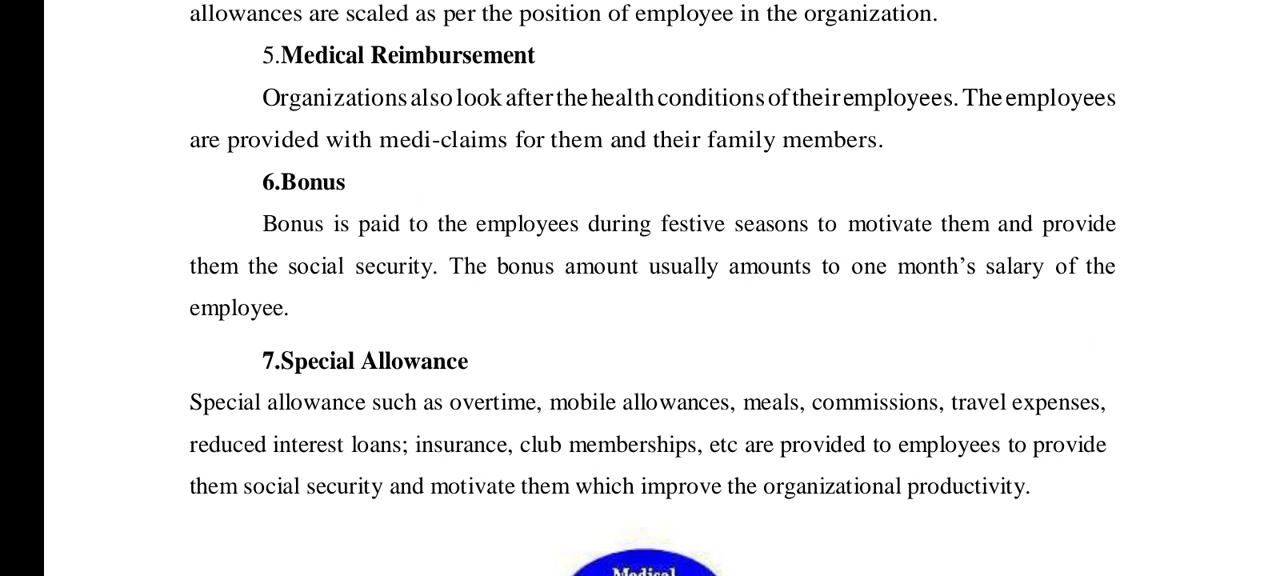 allowances are scaled as per the position of employee in the organization.
5.Medical Reimbursement
Organizations also look after the health conditions of their employees. The employees
are provided with medi-claims for them and their family members.
6.Bonus
Bonus is paid to the employees during festive seasons to motivate them and provide
them the social security. The bonus amount usually amounts to one month’s salary of the
employee.
7.Special Allowance
Special allowance such as overtime, mobile allowances, meals, commissions, travel expenses,
reduced interest loans; insurance, club memberships, etc are provided to employees to provide
them social security and motivate them which improve the organizational productivity.
Medical